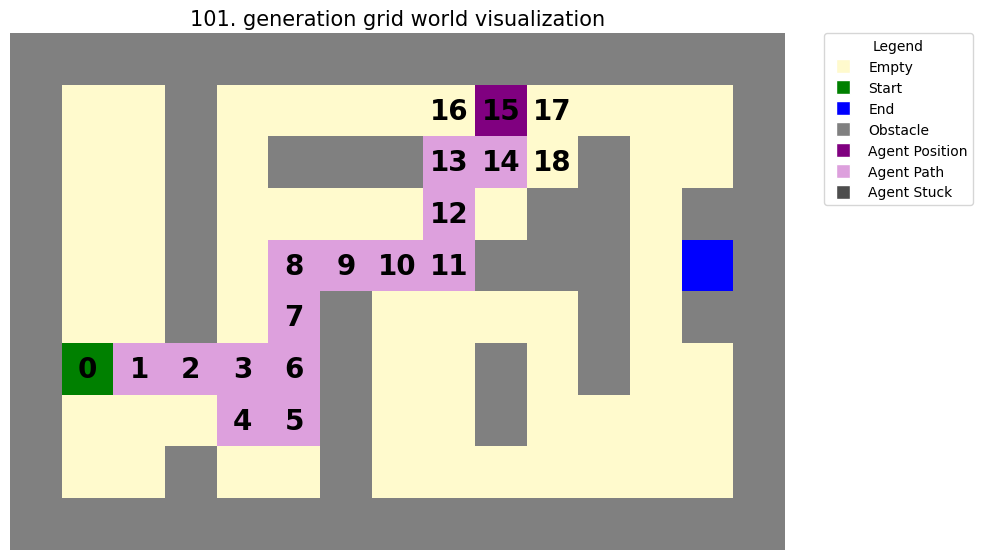 101. generation grid world visualization
Legend
Empty
Start
End
Obstacle
Agent Position
Agent Path
Agent Stuck
16 15 17
13 14 18
12
8 9 10 11
7
0 1 2 3 6
4 5